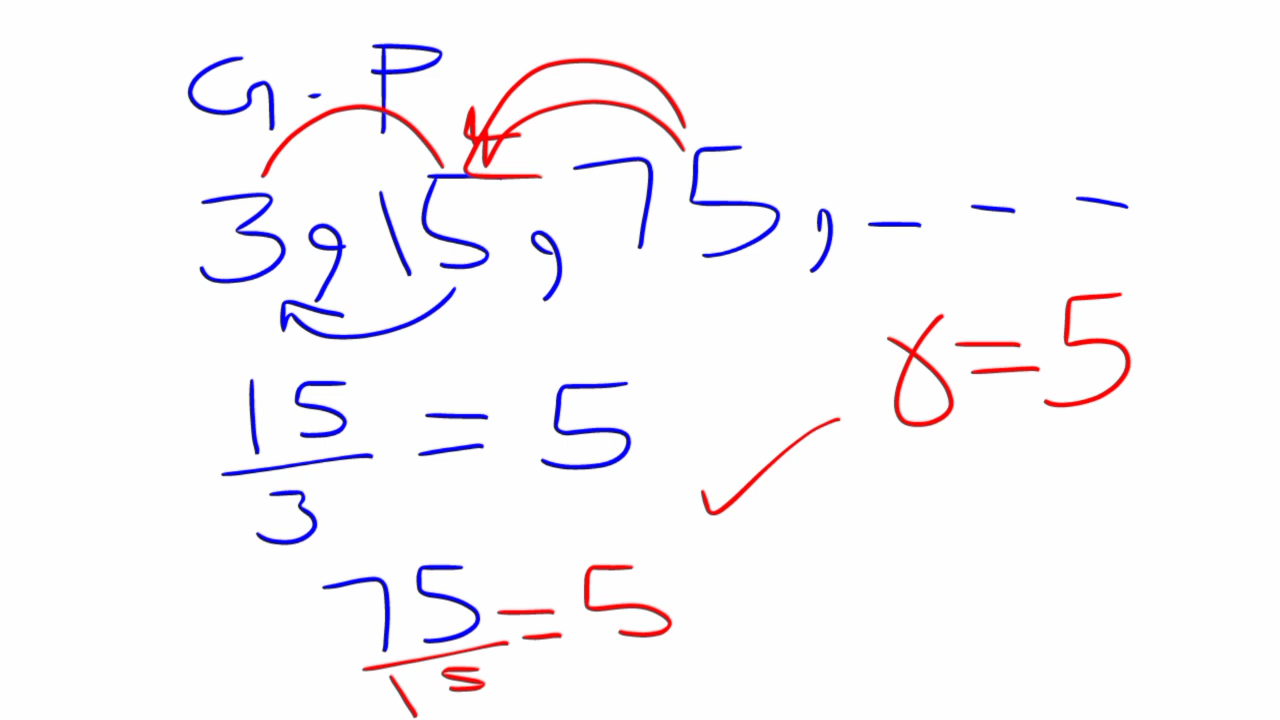 G.P
3, 15, 75, _ _ _
r = 5
15/3 = 5
75/15 = 5